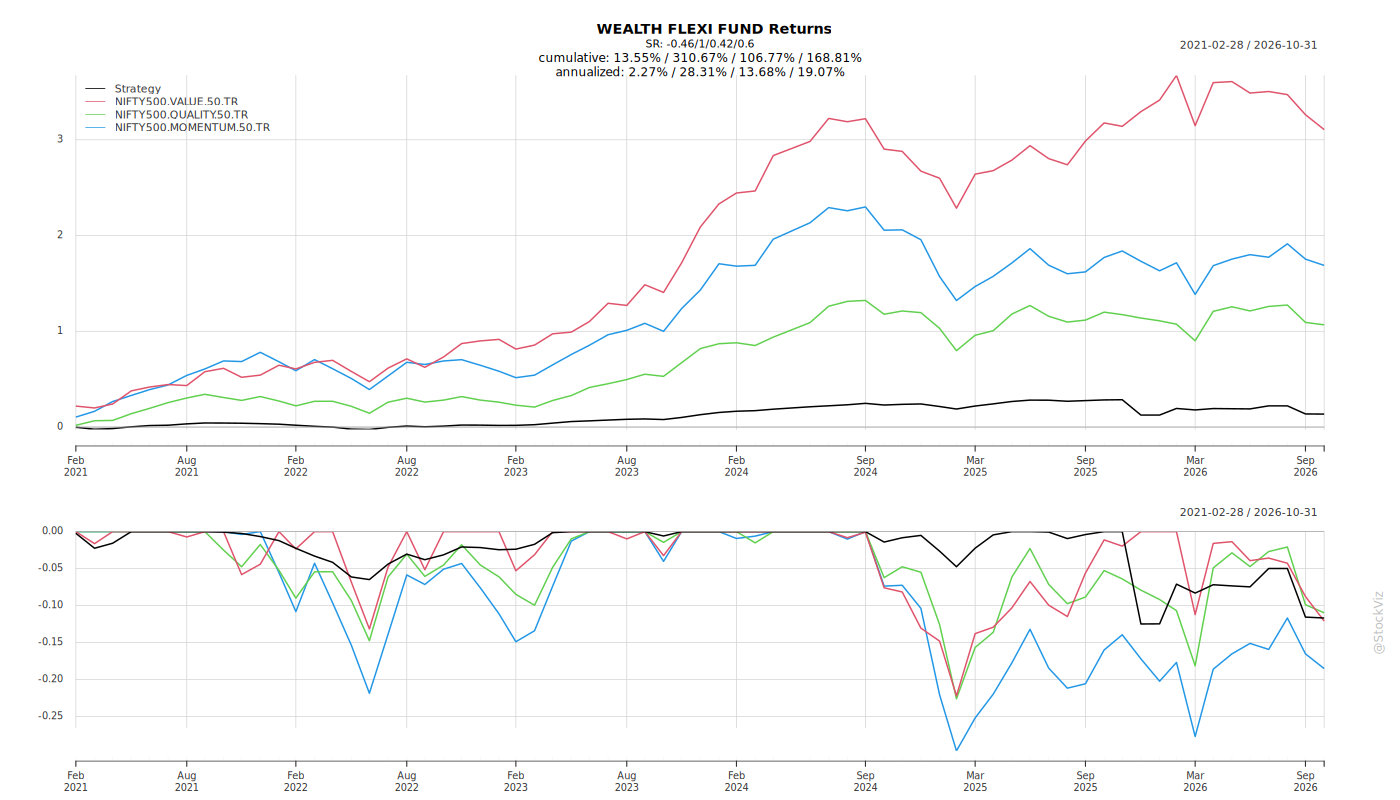 WEALTH FLEXI FUND Returns
SR: -0.46/1/0.42/0.6
cumulative: 13.55% / 310.67% / 106.77% / 168.81%
annualized: 2.27% / 28.31% / 13.68% / 19.07%
2021-02-28 / 2026-10-31
Strategy
NIFTY500.VALUE.50.TR
NIFTY500.QUALITY.50.TR
NIFTY500.MOMENTUM.50.TR
3
2
1
0
Feb 2021 Aug 2021 Feb 2022 Aug 2022 Feb 2023 Aug 2023 Feb 2024 Sep 2024 Mar 2025 Sep 2025 Mar 2026 Sep 2026
2021-02-28 / 2026-10-31
0.00
-0.05
-0.10
-0.15
-0.20
-0.25
Feb 2021 Aug 2021 Feb 2022 Aug 2022 Feb 2023 Aug 2023 Feb 2024 Sep 2024 Mar 2025 Sep 2025 Mar 2026 Sep 2026
@StockViz